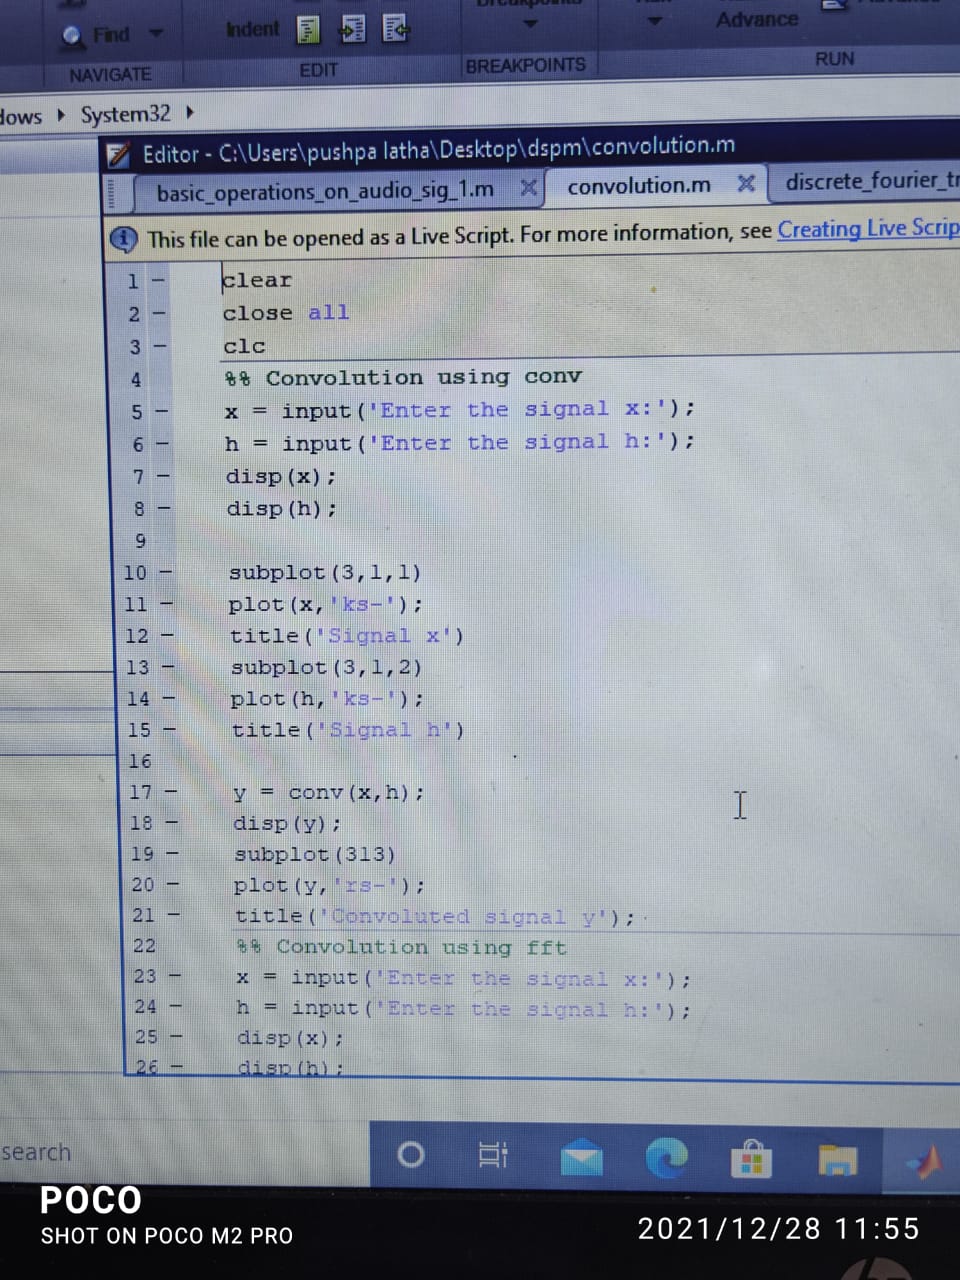 Find
Indent
Advance
NAVIGATE
EDIT
BREAKPOINTS
RUN
System32
Editor - C:\Users\pushpa latha\Desktop\dspm\convolution.m
basic_operations_on_audio_sig_1.m
convolution.m
This file can be opened as a Live Script. For more information, see Creating Live
1 - clear
2 - close all
3 - clc
4 %% Convolution using conv
5 - x = input('Enter the signal x:');
6 - h = input('Enter the signal h:');
7 - disp(x);
8 - disp(h);
9
10 - subplot(3,1,1)
11 - plot(x,'ks-');
12 - title('Signal x')
13 - subplot(3,1,2)
14 - plot(h,'ks-');
15 - title('Signal h')
16
17 - y = conv(x,h);
18 - disp(y);
19 - subplot(313)
20 - plot(y,'rs-');
21 - title('Convoluted signal y');
22 %% Convolution using fft
23 - x = input('Enter the signal x:');
24 - h = input('Enter the signal h:');
25 - disp(x);
26 - disp(h);
search
POCO
SHOT ON POCO M2 PRO
2021/12/28 11:55